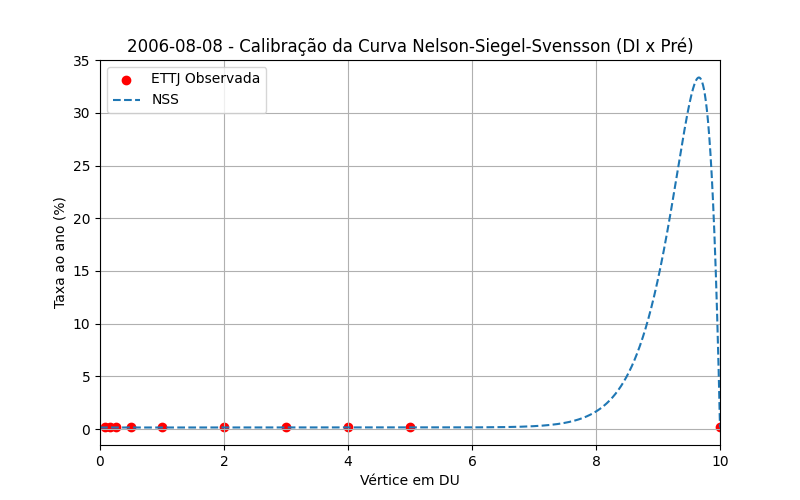 2006-08-08 - Calibração da Curva Nelson-Siegel-Svensson (DI x Pré)
ETTJ Observada
NSS
Taxa ao ano (%)
35
30
25
20
15
10
5
0
0 2 4 6 8 10
Vértice em DU